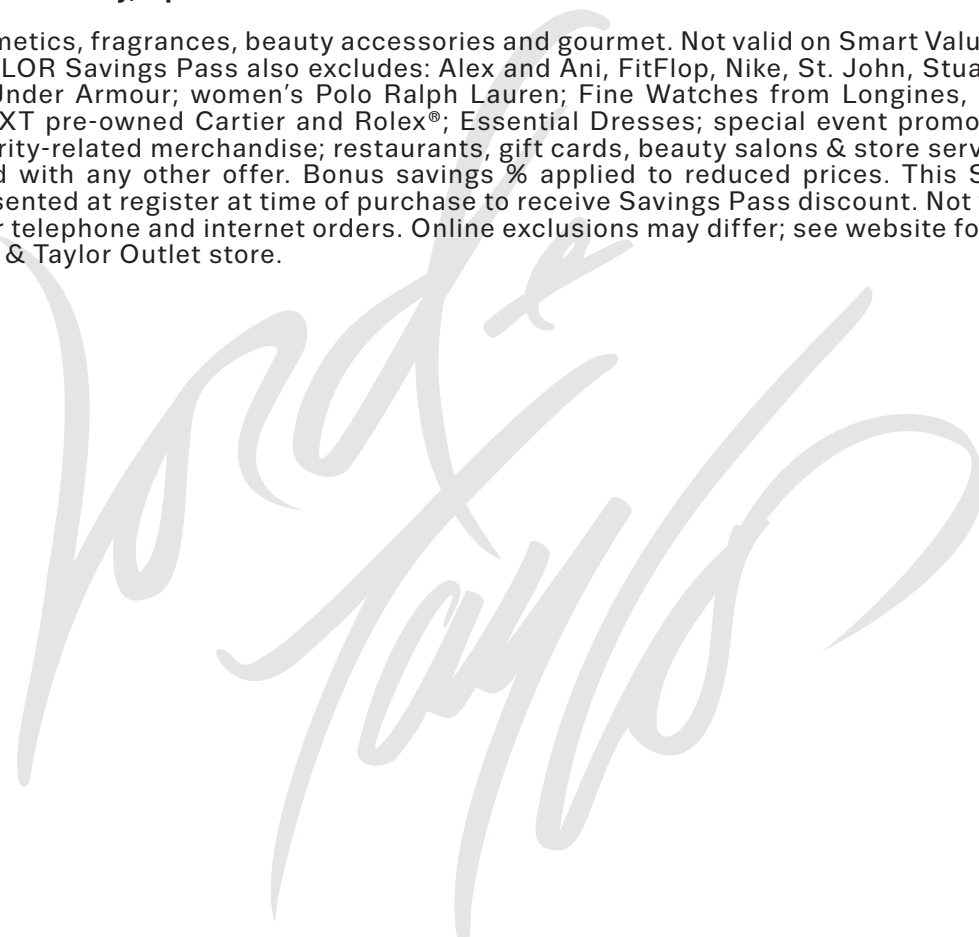 metics, fragrances, beauty accessories and gourmet. Not valid on Smart Valu
LOR Savings Pass also excludes: Alex and Ani, FitFlop, Nike, St. John, Stua
Under Armour; women’s Polo Ralph Lauren; Fine Watches from Longines,
XT pre-owned Cartier and Rolex®; Essential Dresses; special event promo
rity-related merchandise; restaurants, gift cards, beauty salons & store serv
d with any other offer. Bonus savings % applied to reduced prices. This S
sented at register at time of purchase to receive Savings Pass discount. Not
r telephone and internet orders. Online exclusions may differ; see website fo
& Taylor Outlet store.
Lord &
Taylor